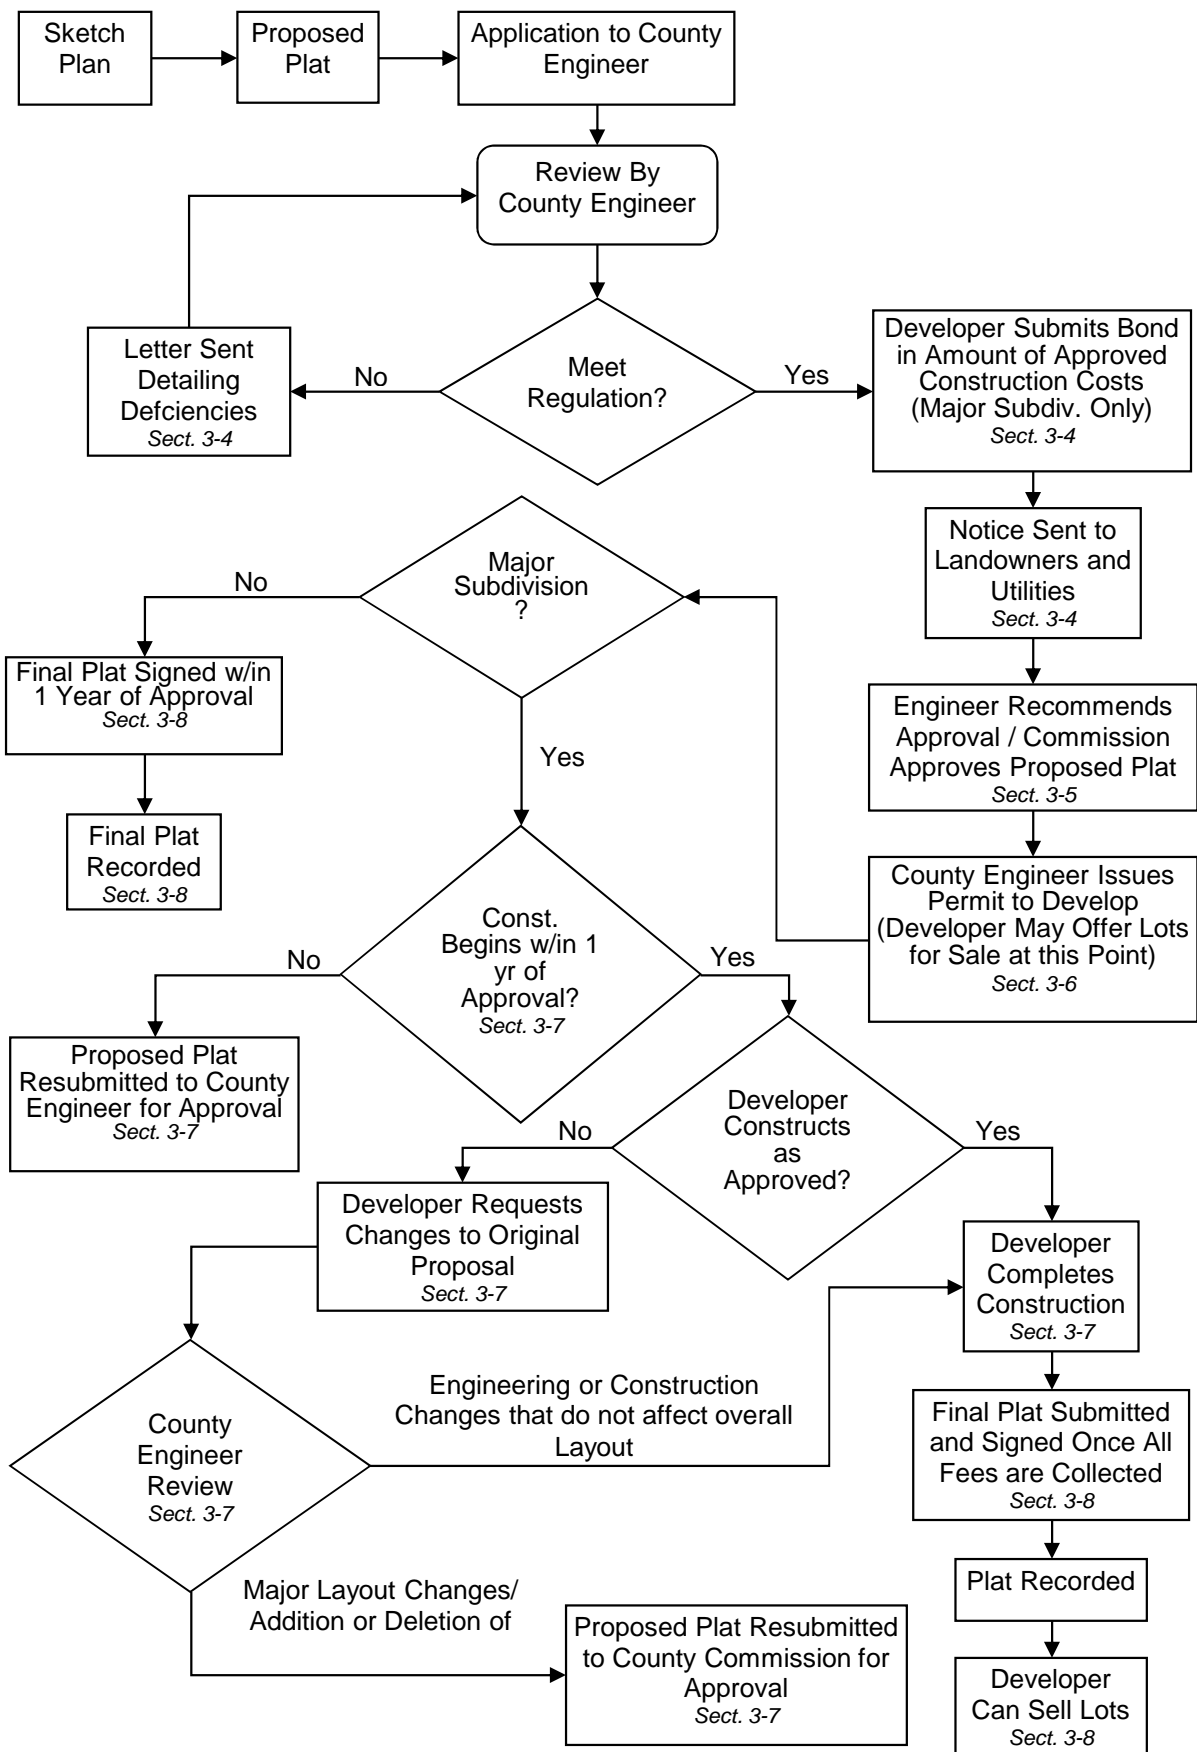 Sketch
Plan
Proposed
Plat
Application to County
Engineer
Review By
County Engineer
Letter Sent
Detailing
Defciencies
Sect. 3-4
No
Meet
Regulation?
Yes
Developer Submits Bond
in Amount of Approved
Construction Costs
(Major Subdiv. Only)
Sect. 3-4
Notice Sent to
Landowners and
Utilities
Sect. 3-4
Engineer Recommends
Approval / Commission
Approves Proposed Plat
Sect. 3-5
County Engineer Issues
Permit to Develop
(Developer May Offer Lots
for Sale at this Point)
Sect. 3-6
Major
Subdivision
?
No
Final Plat Signed w/in
1 Year of Approval
Sect. 3-8
Final Plat
Recorded
Sect. 3-8
Yes
Const.
Begins w/in 1
yr of
Approval?
Sect. 3-7
No
Proposed Plat
Resubmitted to County
Engineer for Approval
Sect. 3-7
Yes
Developer
Constructs
as
Approved?
No
Developer Requests
Changes to Original
Proposal
Sect. 3-7
Yes
Developer
Completes
Construction
Sect. 3-7
County
Engineer
Review
Sect. 3-7
Engineering or Construction
Changes that do not affect overall
Layout
Major Layout Changes/
Addition or Deletion of
Proposed Plat Resubmitted
to County Commission for
Approval
Sect. 3-7
Final Plat Submitted
and Signed Once All
Fees are Collected
Sect. 3-8
Plat Recorded
Developer
Can Sell Lots
Sect. 3-8